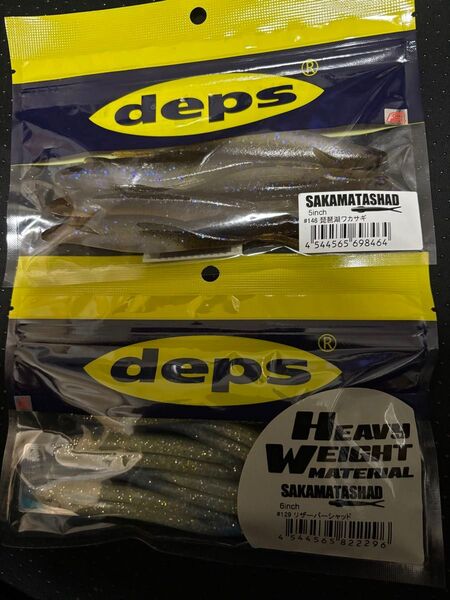 deps®
SAKAMATASHAD
5inch
#146 琵琶湖ワカサギ
4 544565 698464
deps®
HEAVY
WEIGHT
MATERIAL
SAKAMATASHAD
6inch
#129 リザーバーシャッド
4 544565 822296